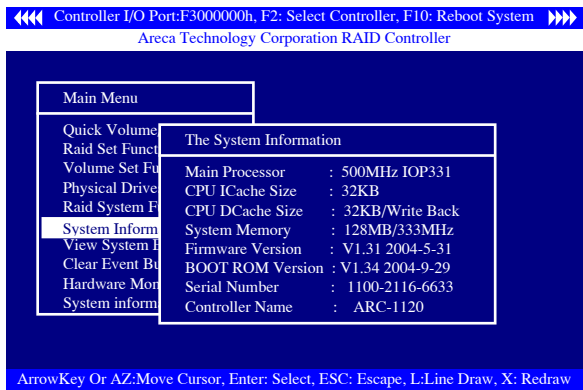 Controller I/O Port:F3000000h, F2: Select Controller, F10: Reboot System
Areca Technology Corporation RAID Controller
Main Menu
Quick Volume
Raid Set Funct
Volume Set Fu
Physical Drive
Raid System F
System Inform
View System E
Clear Event Bu
Hardware Mon
System inform
The System Information
Main Processor : 500MHz IOP331
CPU ICache Size : 32KB
CPU DCache Size : 32KB/Write Back
System Memory : 128MB/333MHz
Firmware Version : V1.31 2004-5-31
BOOT ROM Version : V1.34 2004-9-29
Serial Number : 1100-2116-6633
Controller Name : ARC-1120
ArrowKey Or AZ:Move Cursor, Enter: Select, ESC: Escape, L:Line Draw, X: Redraw